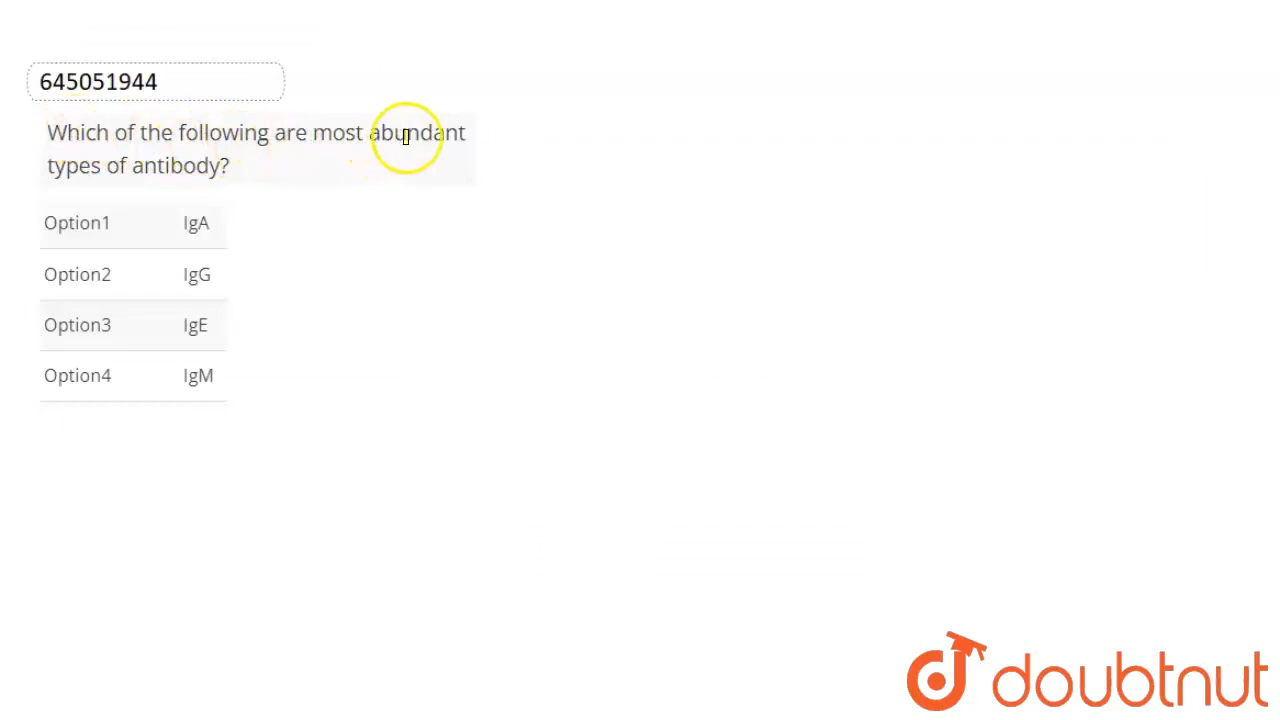 645051944
Which of the following are most abundant
types of antibody?
Option1 IgA
Option2 IgG
Option3 IgE
Option4 IgM
doubtnut